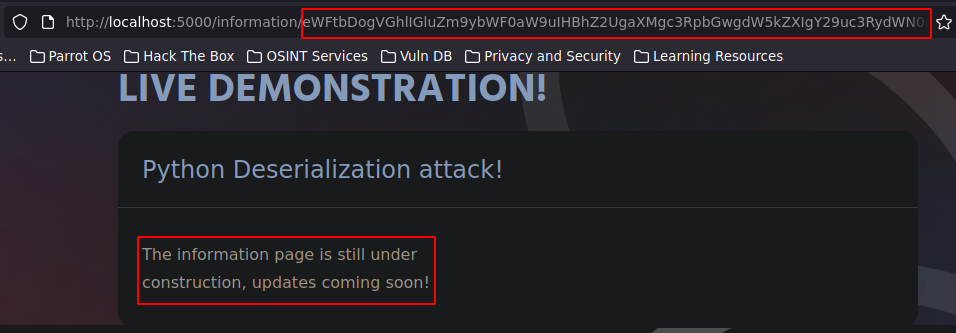 http://localhost:5000/information/eWFtbDogVGhlIGluZm9ybWF0aW9uIHBhZ2UgaXMgc3RpbGwgdW5kZXIgY29uc3RydWN0
s… Parrot OS Hack The Box OSINT Services Vuln DB Privacy and Security Learning Resources
LIVE DEMONSTRATION!
Python Deserialization attack!
The information page is still under
construction, updates coming soon!